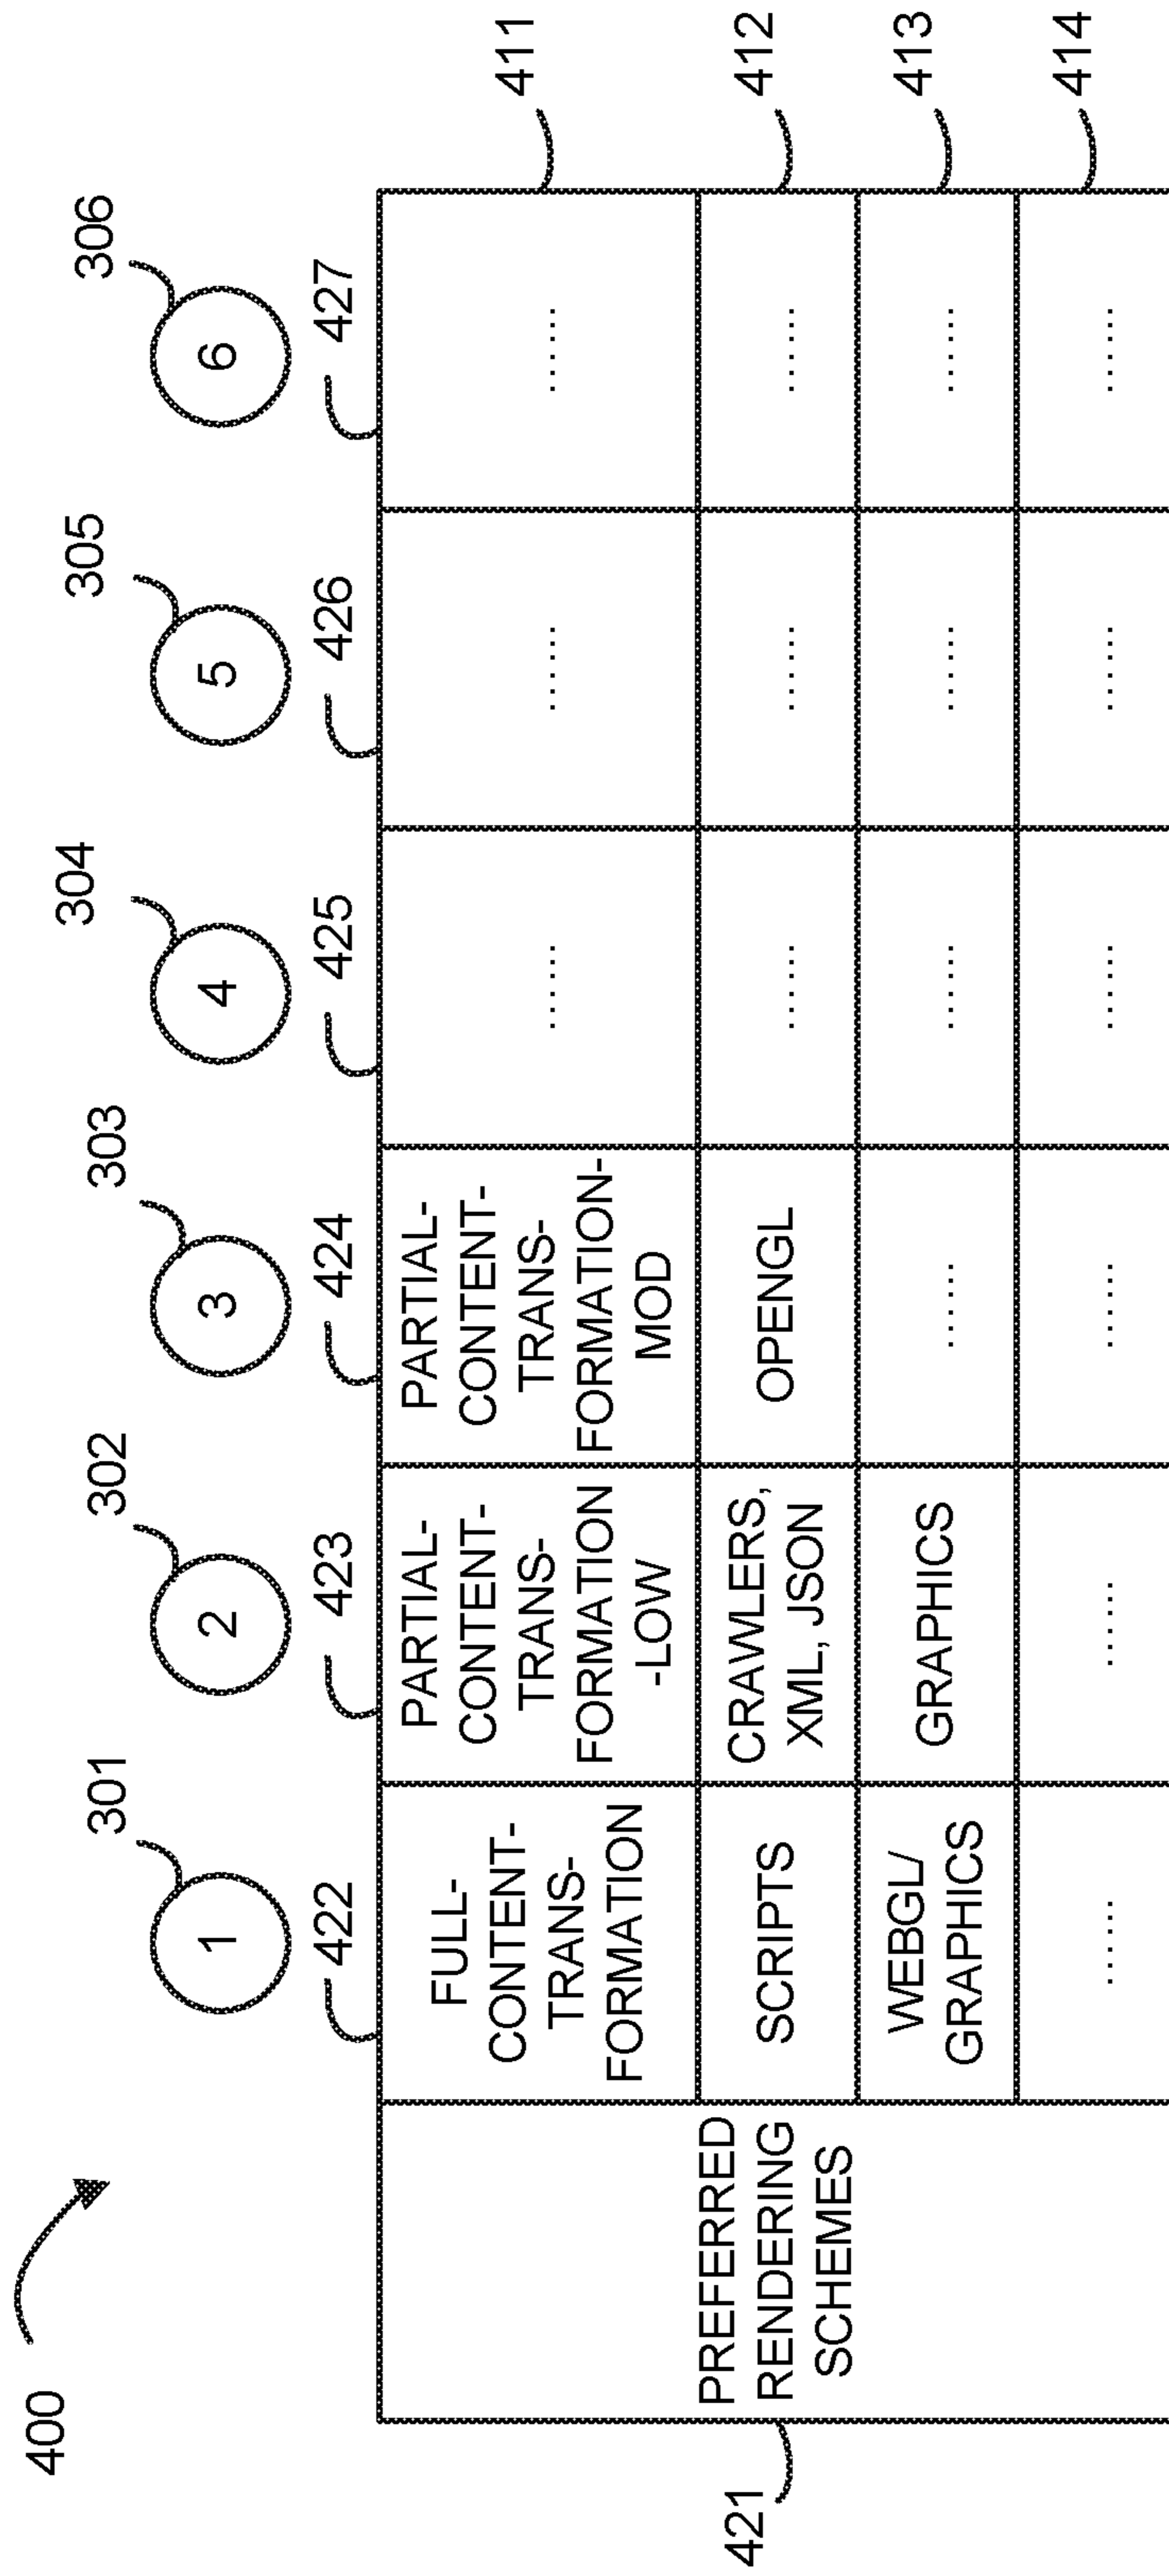 400
1
301
2
302
3
303
4
304
5
305
6
306
422
423
424
425
426
427
421
PREFERRED
RENDERING
SCHEMES
FULL-
CONTENT-
TRANS-
FORMATION
PARTIAL-
CONTENT-
TRANS-
FORMATION
-LOW
PARTIAL-
CONTENT-
TRANS-
FORMATION-
MOD
......
......
......
411
SCRIPTS
CRAWLERS,
XML, JSON
OPENGL
......
......
......
412
WEBGL/
GRAPHICS
GRAPHICS
......
......
......
......
413
......
......
......
......
......
......
414